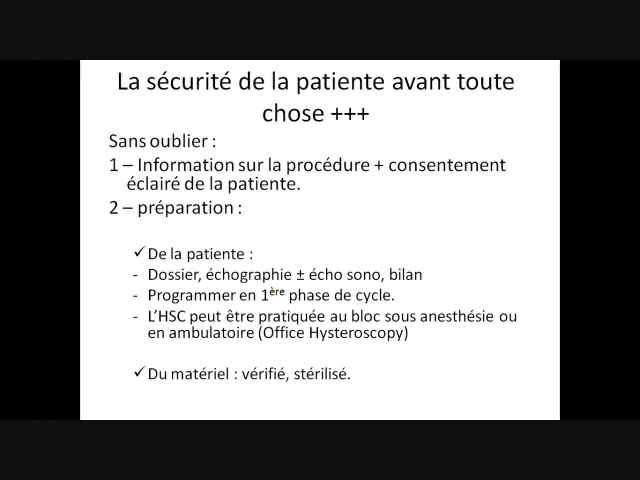 La sécurité de la patiente avant toute
chose +++
Sans oublier :
1 – Information sur la procédure + consentement
éclairé de la patiente.
2 – préparation :
✓De la patiente :
- Dossier, échographie ± écho sono, bilan
- Programmer en 1ère phase de cycle.
- L’HSC peut être pratiquée au bloc sous anesthésie ou
en ambulatoire (Office Hysteroscopy)
✓Du matériel : vérifié, stérilisé.